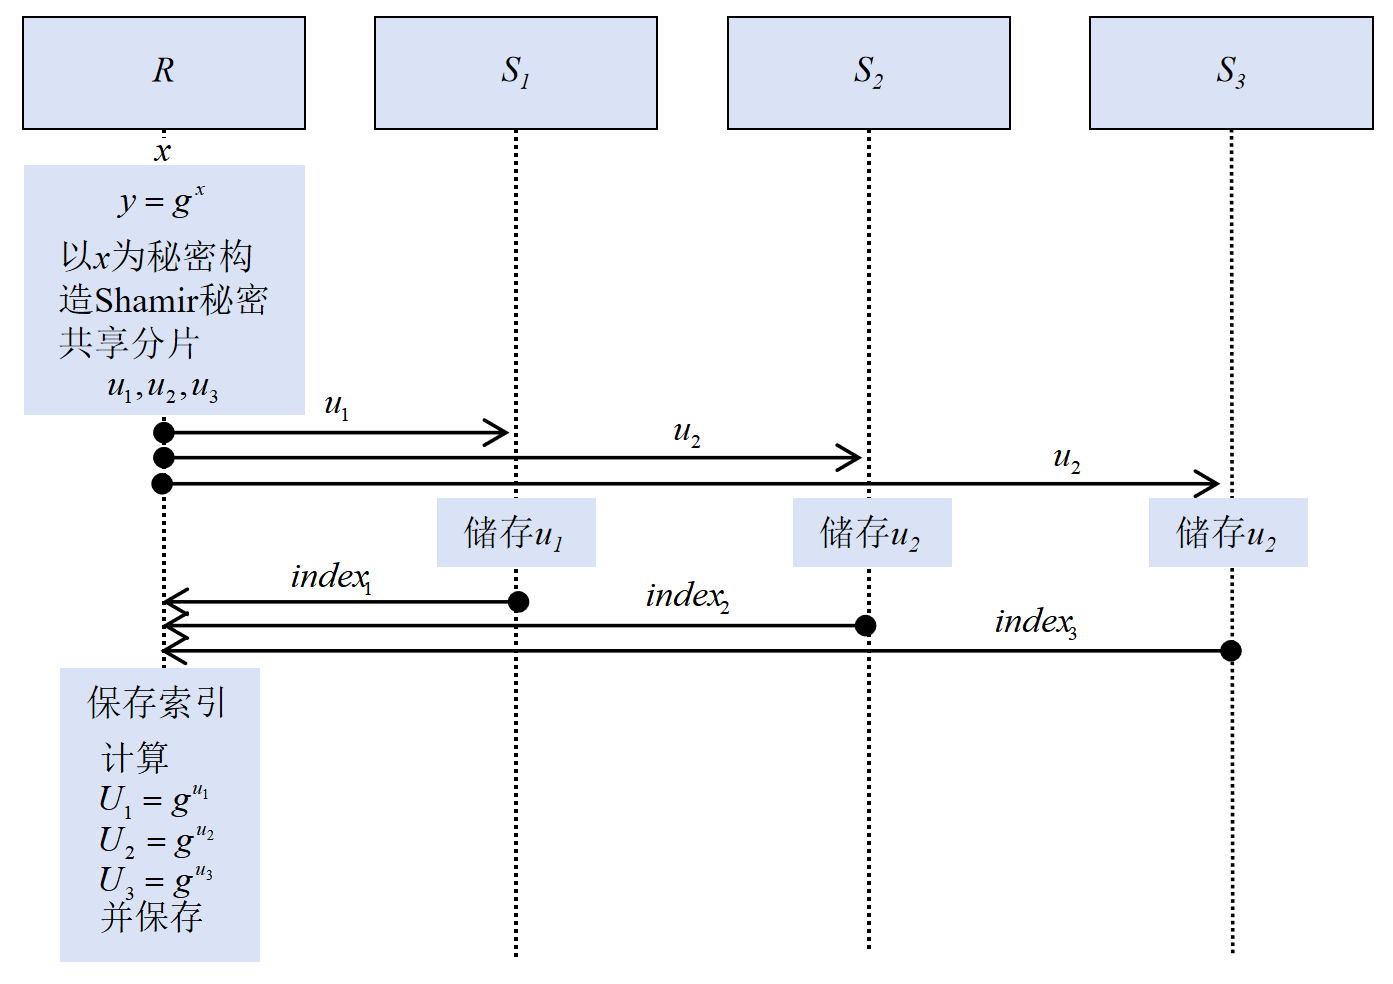 R
S₁
S₂
S₃
x
y = gˣ
以x为秘密构
造Shamir秘密
共享分片
u₁,u₂,u₃
u₁
u₂
u₂
储存u₁
储存u₂
储存u₂
index₁
index₂
index₃
保存索引
计算
U₁ = g^{u₁}
U₂ = g^{u₂}
U₃ = g^{u₃}
并保存